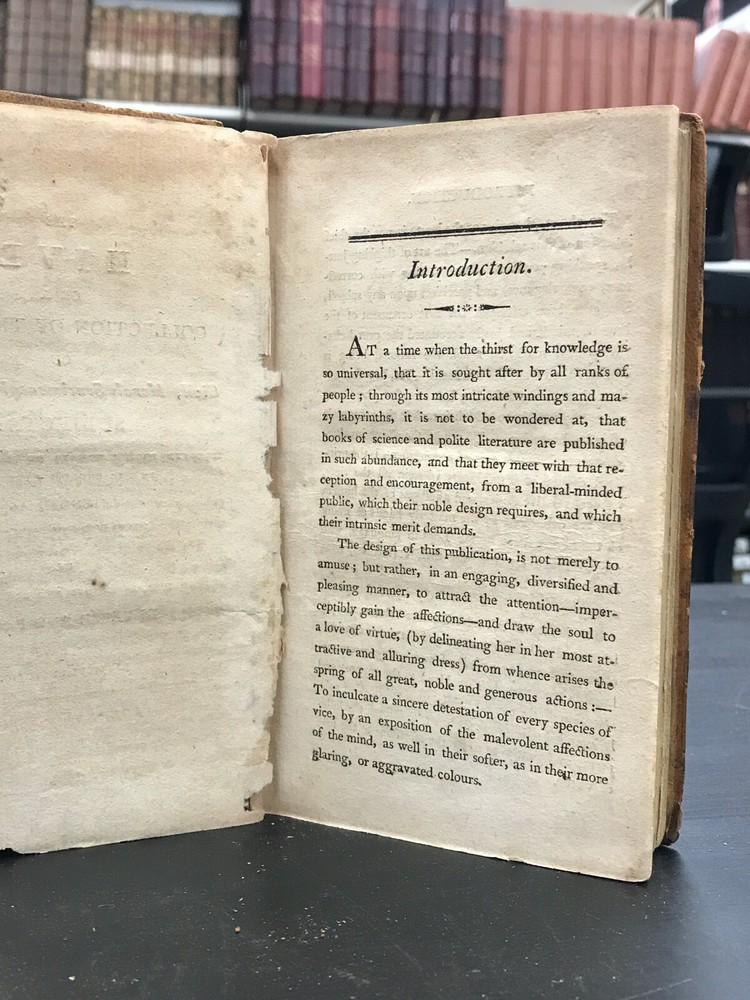 Introduction.
AT a time when the thirst for knowledge is
so universal, that it is sought after by all ranks of
people; through its most intricate windings and ma-
zy labyrinths, it is not to be wondered at, that
books of science and polite literature are published
in such abundance, and that they meet with that re-
ception and encouragement, from a liberal-minded
public, which their noble design requires, and which
their intrinsic merit demands.
The design of this publication, is not merely to
amuse; but rather, in an engaging, diversified and
pleasing manner, to attract the attention—imper-
ceptibly gain the affections—and draw the soul to
a love of virtue, (by delineating her in her most at-
tractive and alluring dress) from whence arises the
spring of all great, noble and generous actions:—
To inculcate a sincere detestation of every species of
vice, by an exposition of the malevolent affections
of the mind, as well in their softer, as in their more
glaring, or aggravated colours.